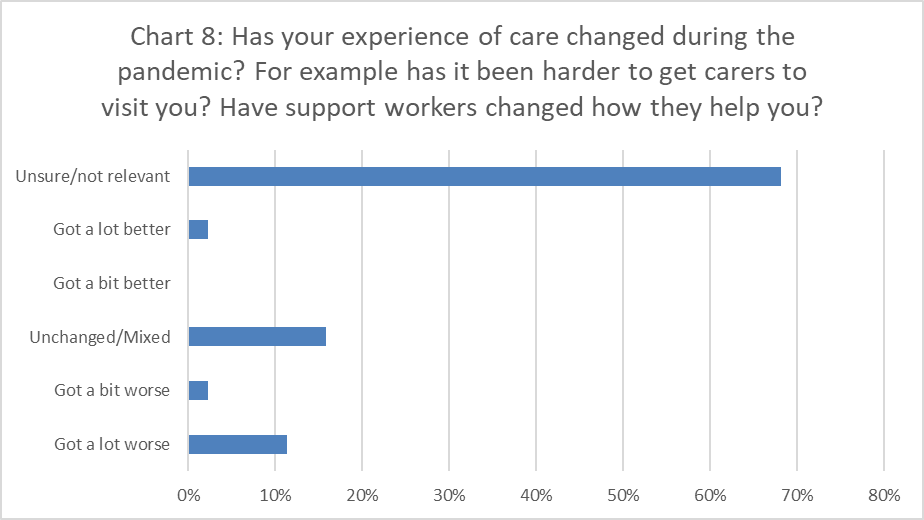 Chart 8: Has your experience of care changed during the
pandemic? For example has it been harder to get carers to
visit you? Have support workers changed how they help you?
Unsure/not relevant
Got a lot better
Got a bit better
Unchanged/Mixed
Got a bit worse
Got a lot worse
0% 10% 20% 30% 40% 50% 60% 70% 80%